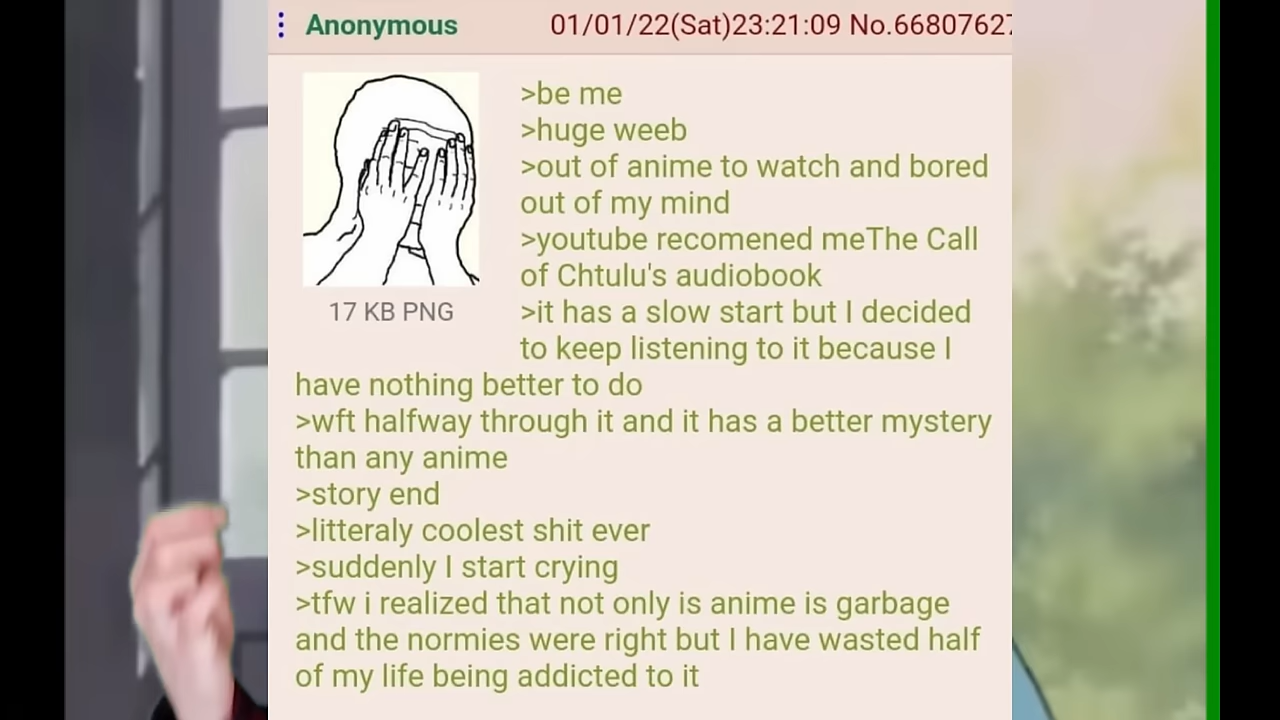 Anonymous 01/01/22(Sat)23:21:09 No.66807627
>be me
>huge weeb
>out of anime to watch and bored
out of my mind
>youtube recomened meThe Call
of Chtulu's audiobook
>it has a slow start but I decided
to keep listening to it because I
17 KB PNG
have nothing better to do
>wft halfway through it and it has a better mystery
than any anime
>story end
>litteraly coolest shit ever
>suddenly I start crying
>tfw i realized that not only is anime is garbage
and the normies were right but I have wasted half
of my life being addicted to it